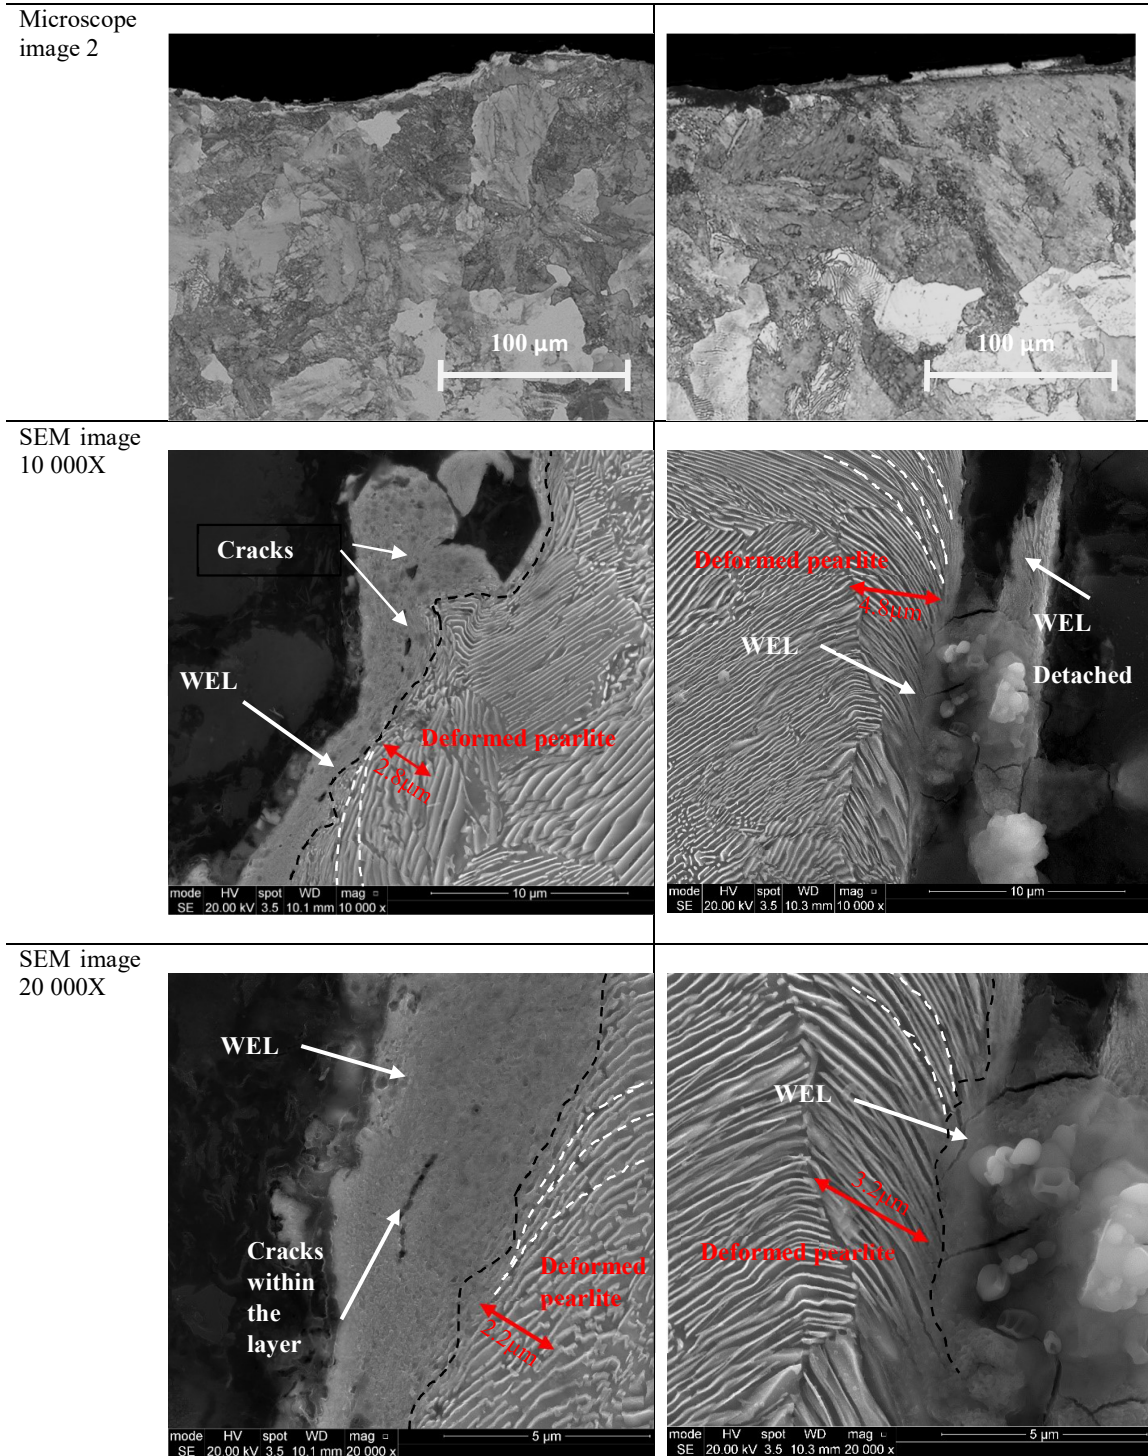 Microscope
image 2
100 µm
100 µm
SEM image
10 000X
Cracks
WEL
Deformed pearlite
2.8µm
mode HV spot WD mag □ 10 µm
SE 20.00 kV 3.5 10.1 mm 10 000 x
Deformed pearlite
4.8µm
WEL
WEL
Detached
mode HV spot WD mag □ 10 µm
SE 20.00 kV 3.5 10.3 mm 10 000 x
SEM image
20 000X
WEL
Cracks
within
the
layer
Deformed
pearlite
2.2µm
mode HV spot WD mag □ 5 µm
SE 20.00 kV 3.5 10.1 mm 20 000 x
WEL
3.2µm
Deformed pearlite
mode HV spot WD mag □ 5 µm
SE 20.00 kV 3.5 10.3 mm 20 000 x